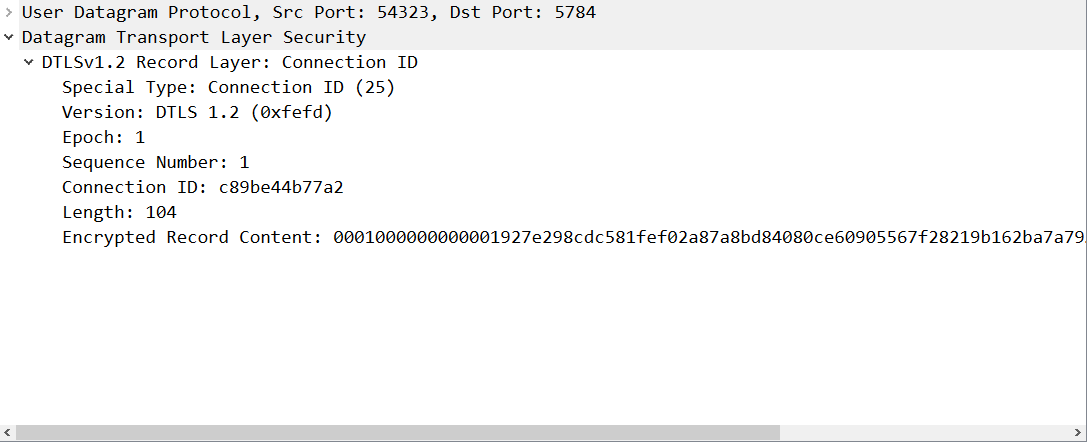 User Datagram Protocol, Src Port: 54323, Dst Port: 5784
Datagram Transport Layer Security
DTLSv1.2 Record Layer: Connection ID
Special Type: Connection ID (25)
Version: DTLS 1.2 (0xfefd)
Epoch: 1
Sequence Number: 1
Connection ID: c89be44b77a2
Length: 104
Encrypted Record Content: 0001000000000001927e298cdc581fef02a87a8bd84080ce60905567f28219b162ba7a79